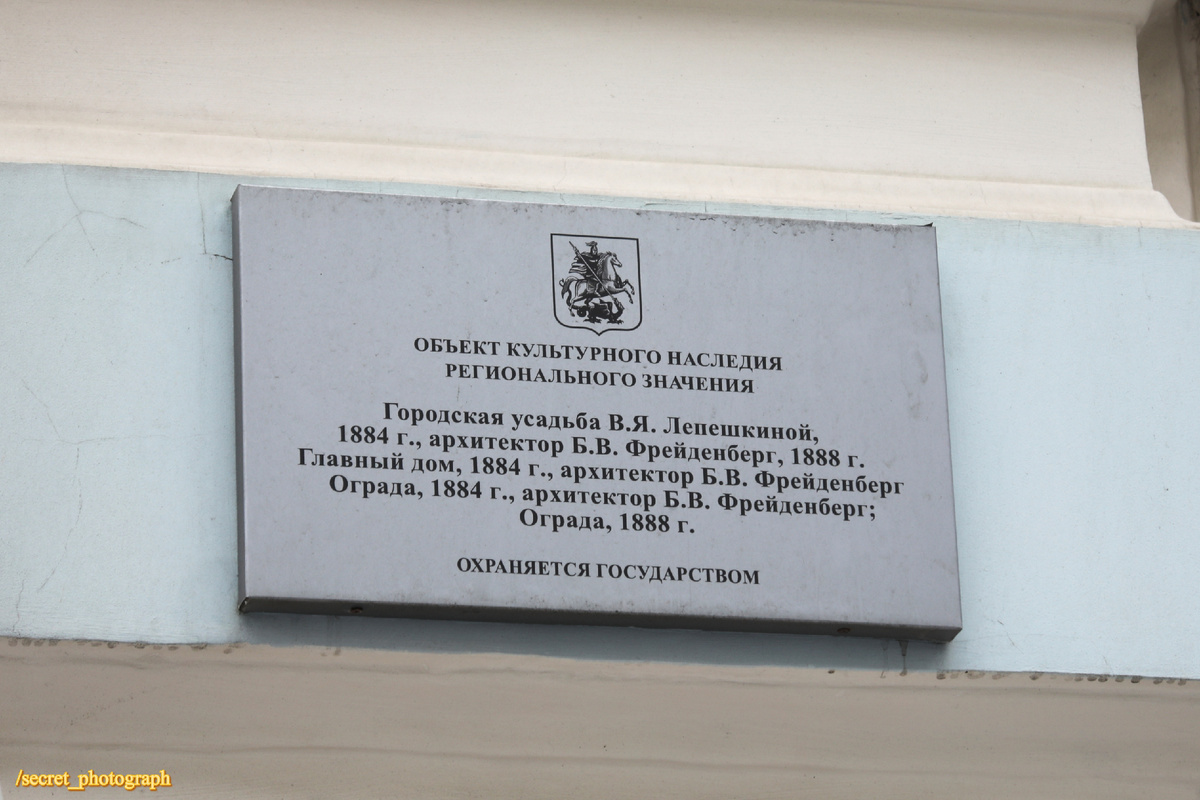 ОБЪЕКТ КУЛЬТУРНОГО НАСЛЕДИЯ
РЕГИОНАЛЬНОГО ЗНАЧЕНИЯ
Городская усадьба В.Я. Лепешкиной,
1884 г., архитектор Б.В. Фрейденберг, 1888 г.
Главный дом, 1884 г., архитектор Б.В. Фрейденберг
Ограда, 1884 г., архитектор Б.В. Фрейденберг;
Ограда, 1888 г.
ОХРАНЯЕТСЯ ГОСУДАРСТВОМ
/secret_photograph